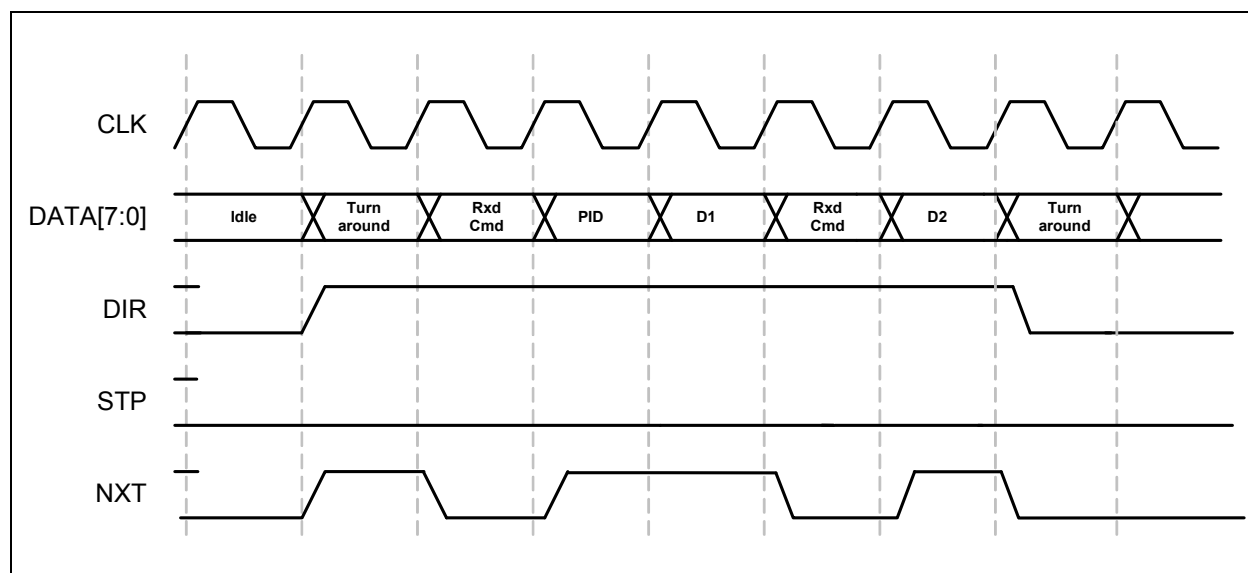 CLK
DATA[7:0]
Idle
Turn
around
Rxd
Cmd
PID
D1
Rxd
Cmd
D2
Turn
around
DIR
STP
NXT